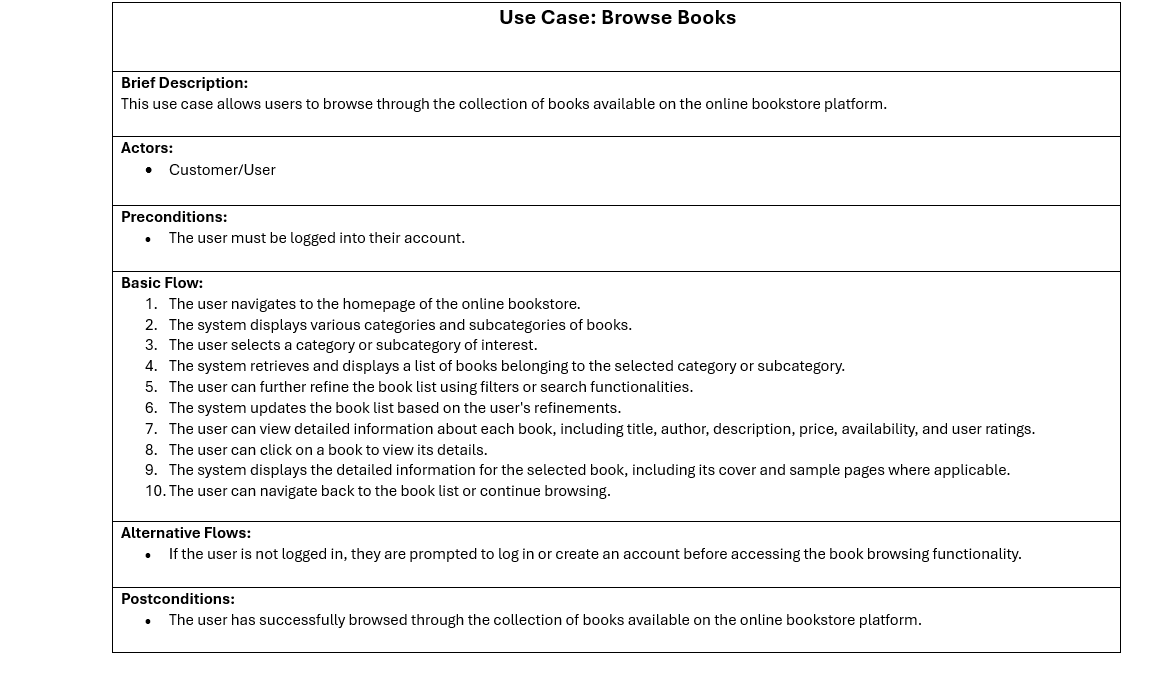 Use Case: Browse Books
Brief Description:
This use case allows users to browse through the collection of books available on the online bookstore platform.
Actors:
• Customer/User
Preconditions:
• The user must be logged into their account.
Basic Flow:
1. The user navigates to the homepage of the online bookstore.
2. The system displays various categories and subcategories of books.
3. The user selects a category or subcategory of interest.
4. The system retrieves and displays a list of books belonging to the selected category or subcategory.
5. The user can further refine the book list using filters or search functionalities.
6. The system updates the book list based on the user's refinements.
7. The user can view detailed information about each book, including title, author, description, price, availability, and user ratings.
8. The user can click on a book to view its details.
9. The system displays the detailed information for the selected book, including its cover and sample pages where applicable.
10. The user can navigate back to the book list or continue browsing.
Alternative Flows:
• If the user is not logged in, they are prompted to log in or create an account before accessing the book browsing functionality.
Postconditions:
• The user has successfully browsed through the collection of books available on the online bookstore platform.